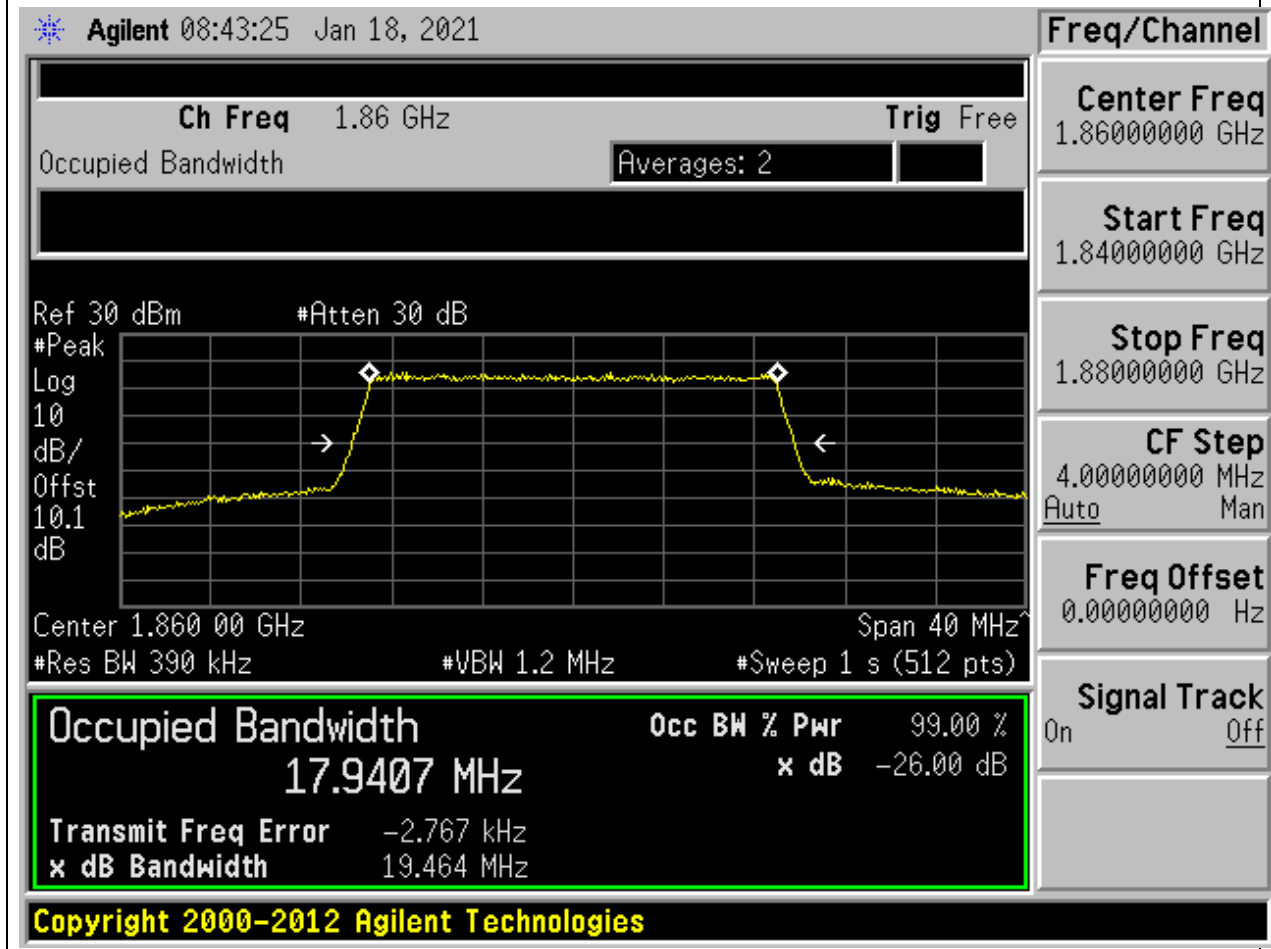 Agilent 08:43:25 Jan 18, 2021
Freq/Channel
Ch Freq 1.86 GHz Trig Free
Occupied Bandwidth Averages: 2
Ref 30 dBm #Atten 30 dB
#Peak
Log
10
dB/
Offst
10.1
dB
Center 1.860 00 GHz Span 40 MHz^
#Res BW 390 kHz #VBW 1.2 MHz #Sweep 1 s (512 pts)
Occupied Bandwidth Occ BW % Pwr 99.00 %
17.9407 MHz x dB -26.00 dB
Transmit Freq Error -2.767 kHz
x dB Bandwidth 19.464 MHz
Copyright 2000-2012 Agilent Technologies
Center Freq
1.86000000 GHz
Start Freq
1.84000000 GHz
Stop Freq
1.88000000 GHz
CF Step
4.00000000 MHz
Auto Man
Freq Offset
0.00000000 Hz
Signal Track
On Off